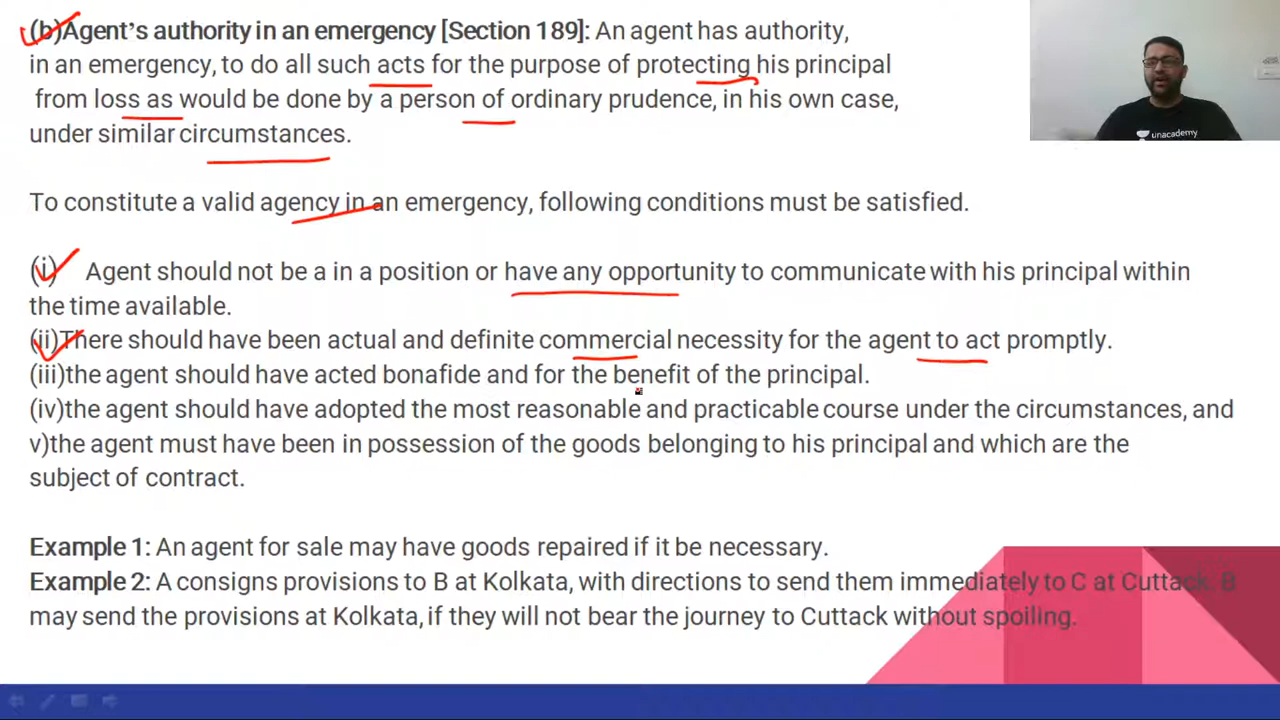 (b)Agent's authority in an emergency [Section 189]: An agent has authority,
in an emergency, to do all such acts for the purpose of protecting his principal
from loss as would be done by a person of ordinary prudence, in his own case,
under similar circumstances.
unacademy
To constitute a valid agency in an emergency, following conditions must be satisfied.
(i) Agent should not be a in a position or have any opportunity to communicate with his principal within
the time available.
(ii)There should have been actual and definite commercial necessity for the agent to act promptly.
(iii)the agent should have acted bonafide and for the benefit of the principal.
(iv)the agent should have adopted the most reasonable and practicable course under the circumstances, and
v)the agent must have been in possession of the goods belonging to his principal and which are the
subject of contract.
Example 1: An agent for sale may have goods repaired if it be necessary.
Example 2: A consigns provisions to B at Kolkata, with directions to send them immediately to C at Cuttack. B
may send the provisions at Kolkata, if they will not bear the journey to Cuttack without spoiling.